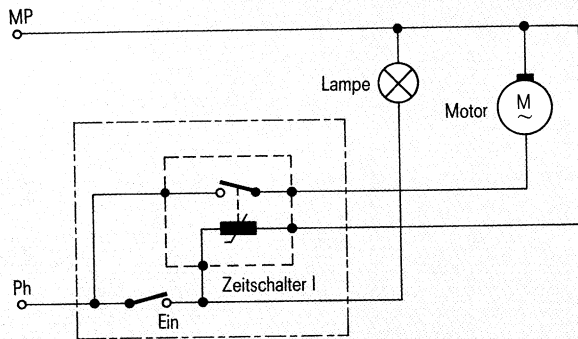 MP
Lampe
Motor
M
~
Zeitschalter I
Ph
Ein